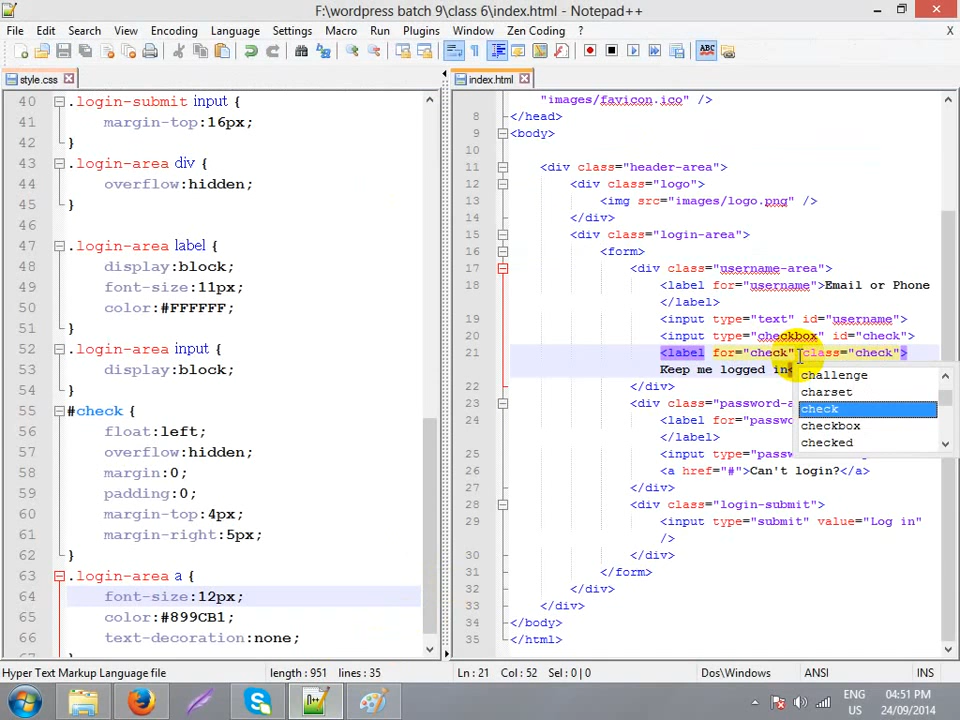 F:\wordpress batch 9\class 6\index.html - Notepad++
File Edit Search View Encoding Language Settings Macro Run Plugins Window Zen Coding ? X
style.css
index.html
40 .login-submit input {
41 margin-top:16px;
42 }
43 .login-area div {
44 overflow:hidden;
45 }
46
47 .login-area label {
48 display:block;
49 font-size:11px;
50 color:#FFFFFF;
51 }
52 .login-area input {
53 display:block;
54 }
55 #check {
56 float:left;
57 overflow:hidden;
58 margin:0;
59 padding:0;
60 margin-top:4px;
61 margin-right:5px;
62 }
63 .login-area a {
64 font-size:12px;
65 color:#899CB1;
66 text-decoration:none;
"images/favicon.ico" />
8 </head>
9 <body>
10
11 <div class="header-area">
12 <div class="logo">
13 <img src="images/logo.png" />
14 </div>
15 <div class="login-area">
16 <form>
17 <div class="username-area">
18 <label for="username">Email or Phone
</label>
19 <input type="text" id="username">
20 <input type="checkbox" id="check">
21 <label for="check" class="check">
Keep me logged in<
challenge
charset
check
checkbox
checked
22 </div>
23 <div class="password-a
24 <label for="passw
</label>
25 <input type="passw
26 <a href="#">Can't login?</a>
27 </div>
28 <div class="login-submit">
29 <input type="submit" value="Log in"
/>
30 </div>
31 </form>
32 </div>
33 </div>
34 </body>
35 </html>
Hyper Text Markup Language file length : 951 lines : 35 Ln : 21 Col : 52 Sel : 0 | 0 Dos\Windows ANSI INS
ENG
US
04:51 PM
24/09/2014